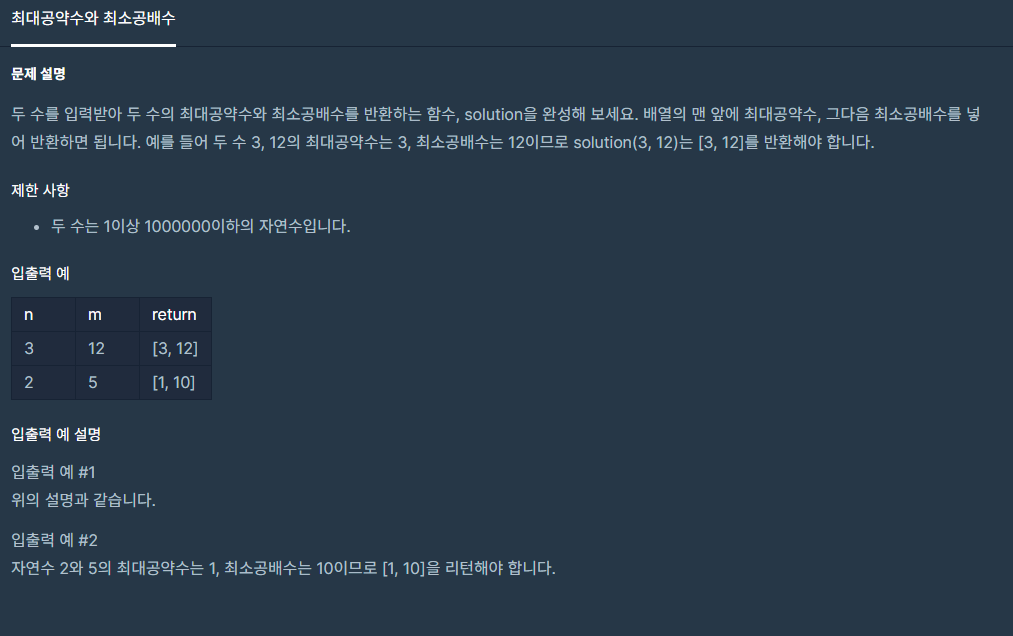 최대공약수와 최소공배수
문제 설명
두 수를 입력받아 두 수의 최대공약수와 최소공배수를 반환하는 함수, solution을 완성해 보세요. 배열의 맨 앞에 최대공약수, 그다음 최소공배수를 넣
어 반환하면 됩니다. 예를 들어 두 수 3, 12의 최대공약수는 3, 최소공배수는 12이므로 solution(3, 12)는 [3, 12]를 반환해야 합니다.
제한 사항
• 두 수는 1이상 1000000이하의 자연수입니다.
입출력 예
n m return
3 12 [3, 12]
2 5 [1, 10]
입출력 예 설명
입출력 예 #1
위의 설명과 같습니다.
입출력 예 #2
자연수 2와 5의 최대공약수는 1, 최소공배수는 10이므로 [1, 10]을 리턴해야 합니다.